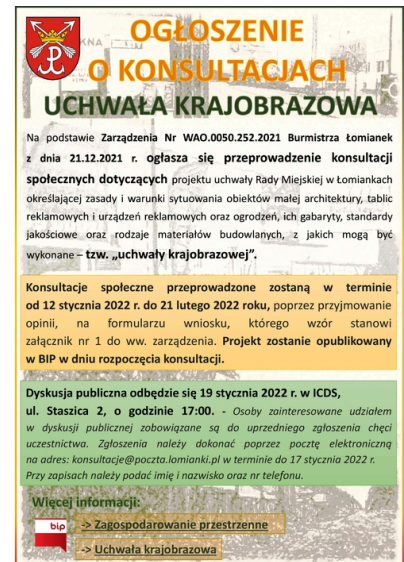 OGŁOSZENIE
O KONSULTACJACH
UCHWAŁA KRAJOBRAZOWA
Na podstawie Zarządzenia Nr WAO.0050.252.2021 Burmistrza Łomianek
z dnia 21.12.2021 r. ogłasza się przeprowadzenie konsultacji
społecznych dotyczących projektu uchwały Rady Miejskiej w Łomiankach
określającej zasady i warunki sytuowania obiektów małej architektury, tablic
reklamowych i urządzeń reklamowych oraz ogrodzeń, ich gabaryty, standardy
jakościowe oraz rodzaje materiałów budowlanych, z jakich mogą być
wykonane – tzw. „uchwały krajobrazowej”.
Konsultacje społeczne przeprowadzone zostaną w terminie
od 12 stycznia 2022 r. do 21 lutego 2022 roku, poprzez przyjmowanie
opinii, na formularzu wniosku, którego wzór stanowi
załącznik nr 1 do ww. zarządzenia. Projekt zostanie opublikowany
w BIP w dniu rozpoczęcia konsultacji.
Dyskusja publiczna odbędzie się 19 stycznia 2022 r. w ICDS,
ul. Staszica 2, o godzinie 17:00. - Osoby zainteresowane udziałem
w dyskusji publicznej zobowiązane są do uprzedniego zgłoszenia chęci
uczestnictwa. Zgłoszenia należy dokonać poprzez pocztę elektroniczną
na adres: konsultacje@poczta.lomianki.pl w terminie do 17 stycznia 2022 r.
Przy zapisach należy podać imię i nazwisko oraz nr telefonu.
Więcej informacji:
bip
-> Zagospodarowanie przestrzenne
-> Uchwała krajobrazowa